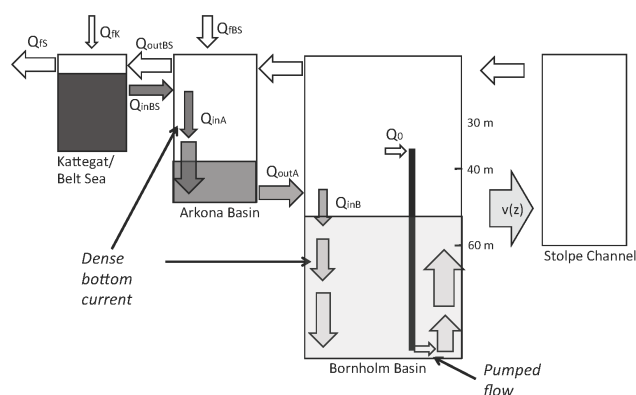 QfS
QfK
QoutBS
QfBS
QinBS
QinA
Kattegat/
Belt Sea
QoutA
Arkona Basin
Dense
bottom
current
QinB
Q0
30 m
40 m
60 m
v(z)
Stolpe Channel
Bornholm Basin
Pumped
flow